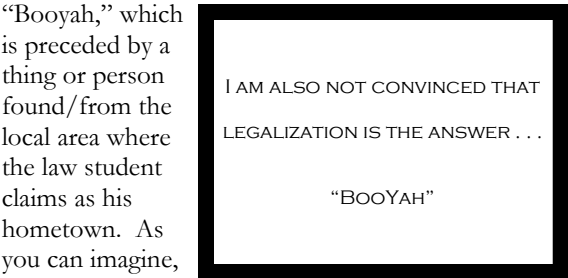 “Booyah,” which
is preceded by a
thing or person
found/from the
local area where
the law student
claims as his
hometown.  As
you can imagine,
I AM ALSO NOT CONVINCED THAT
LEGALIZATION IS THE ANSWER . . .
“BOOYAH”